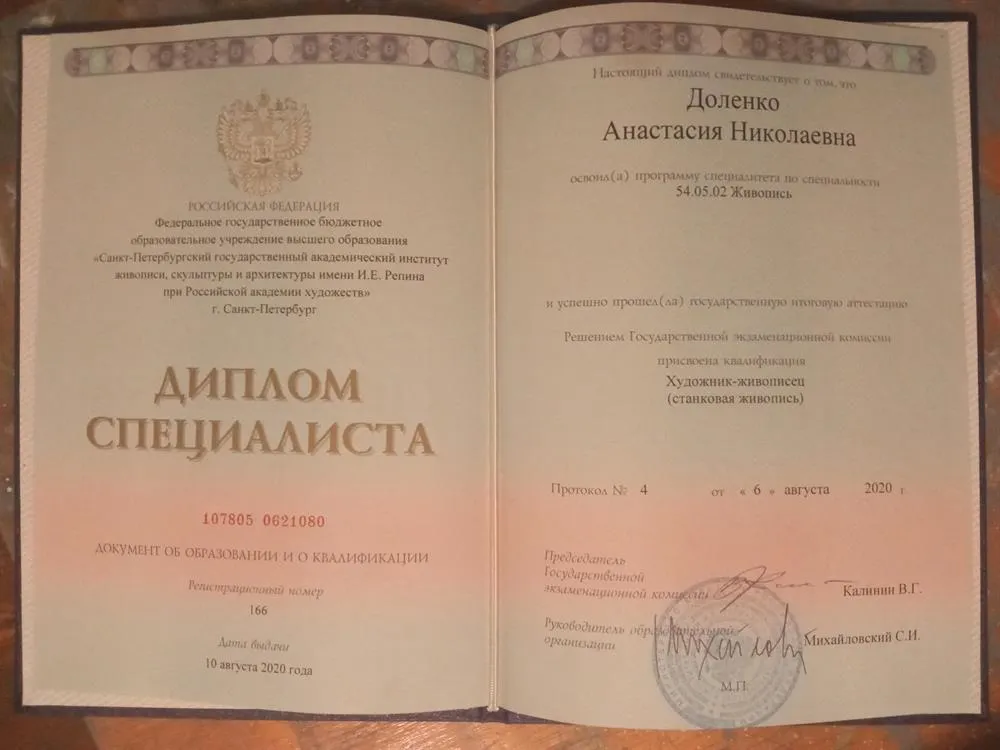 РОССИЙСКАЯ ФЕДЕРАЦИЯ
Федеральное государственное бюджетное
образовательное учреждение высшего образования
«Санкт-Петербургский государственный академический институт
живописи, скульптуры и архитектуры имени И.Е. Репина
при Российской академии художеств»
г. Санкт-Петербург
ДИПЛОМ
СПЕЦИАЛИСТА
107805 0621080
ДОКУМЕНТ ОБ ОБРАЗОВАНИИ И О КВАЛИФИКАЦИИ
Регистрационный номер
166
Дата выдачи
10 августа 2020 года
Настоящий диплом свидетельствует о том, что
Доленко
Анастасия Николаевна
освоил(а) программу специалитета по специальности
54.05.02 Живопись
и успешно прошел(ла) государственную итоговую аттестацию
Решением Государственной экзаменационной комиссии
присвоена квалификация
Художник-живописец
(станковая живопись)
Протокол № 4 от « 6 » августа 2020 г.
Председатель
Государственной
экзаменационной комиссии Калинин В.Г.
Руководитель образовательной
организации Михайловский С.И.
М.П.